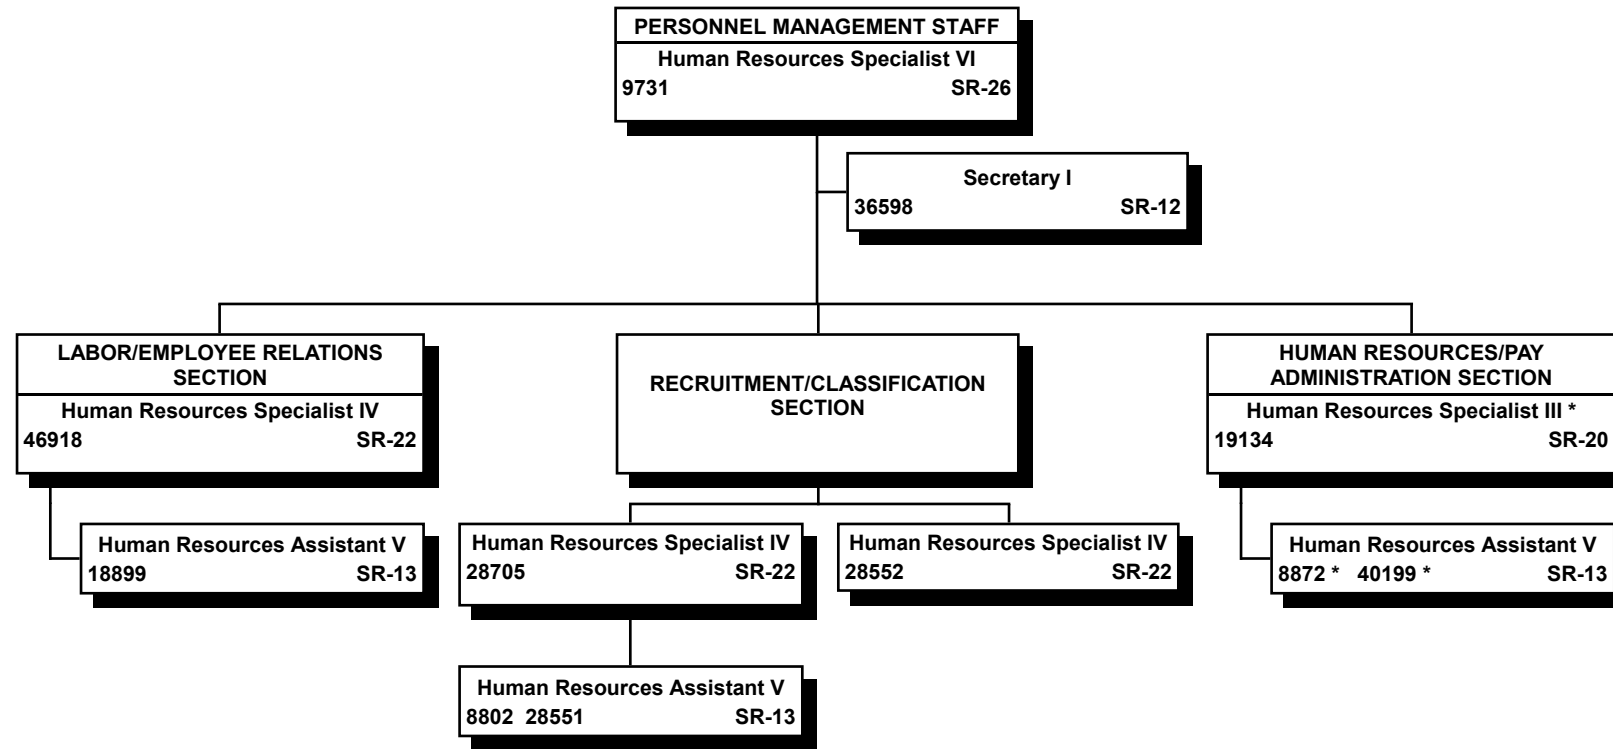 PERSONNEL MANAGEMENT STAFF
Human Resources Specialist VI
9731 SR-26
Secretary I
36598 SR-12
LABOR/EMPLOYEE RELATIONS
SECTION
Human Resources Specialist IV
46918 SR-22
Human Resources Assistant V
18899 SR-13
RECRUITMENT/CLASSIFICATION
SECTION
Human Resources Specialist IV
28705 SR-22
Human Resources Assistant V
8802 28551 SR-13
Human Resources Specialist IV
28552 SR-22
HUMAN RESOURCES/PAY
ADMINISTRATION SECTION
Human Resources Specialist III *
19134 SR-20
Human Resources Assistant V
8872 * 40199 * SR-13